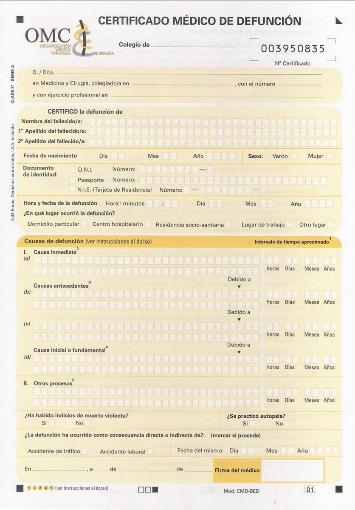 CERTIFICADO MÉDICO DE DEFUNCIÓN
OMC
ORGANIZACIÓN
MÉDICA
COLEGIAL DE ESPAÑA
Colegio de
003950835
Nº Certificado
D. / Dña.
en Medicina y Cirugía, colegiado/a en , con el número
y con ejercicio profesional en
CERTIFICO la defunción de
Nombre del fallecido/a:
1er Apellido del fallecido/a:
2º Apellido del fallecido/a:
Fecha de nacimiento Día Mes Año Sexo: Varón Mujer
Documento de identidad
D.N.I. Número:
Pasaporte Número:
N.I.E. (Tarjeta de Residencia) Número:
Hora y fecha de la defunción Hora : minutos Día Mes Año
¿En qué lugar ocurrió la defunción?
Domicilio particular Centro hospitalario Residencia socio-sanitaria Lugar de trabajo Otro lugar
Causas de defunción (ver instrucciones al dorso) Intervalo de tiempo aproximado
I. Causa inmediata
(a)
Horas Días Meses Años
Debido a
Causas antecedentes
(b)
Horas Días Meses Años
Debido a
(c)
Horas Días Meses Años
Debido a
Causa inicial o fundamental
(d)
Horas Días Meses Años
II. Otros procesos
Horas Días Meses Años
¿Ha habido indicios de muerte violenta? ¿Se practicó autopsia?
Sí No Sí No
¿La defunción ha ocurrido como consecuencia directa o indirecta de: (marcar si procede)
Accidente de tráfico Accidente laboral Fecha del mismo: Día Mes Año
En , a de de
Firma del médico
(ver instrucciones al dorso)
Mod. CMD-BED
01